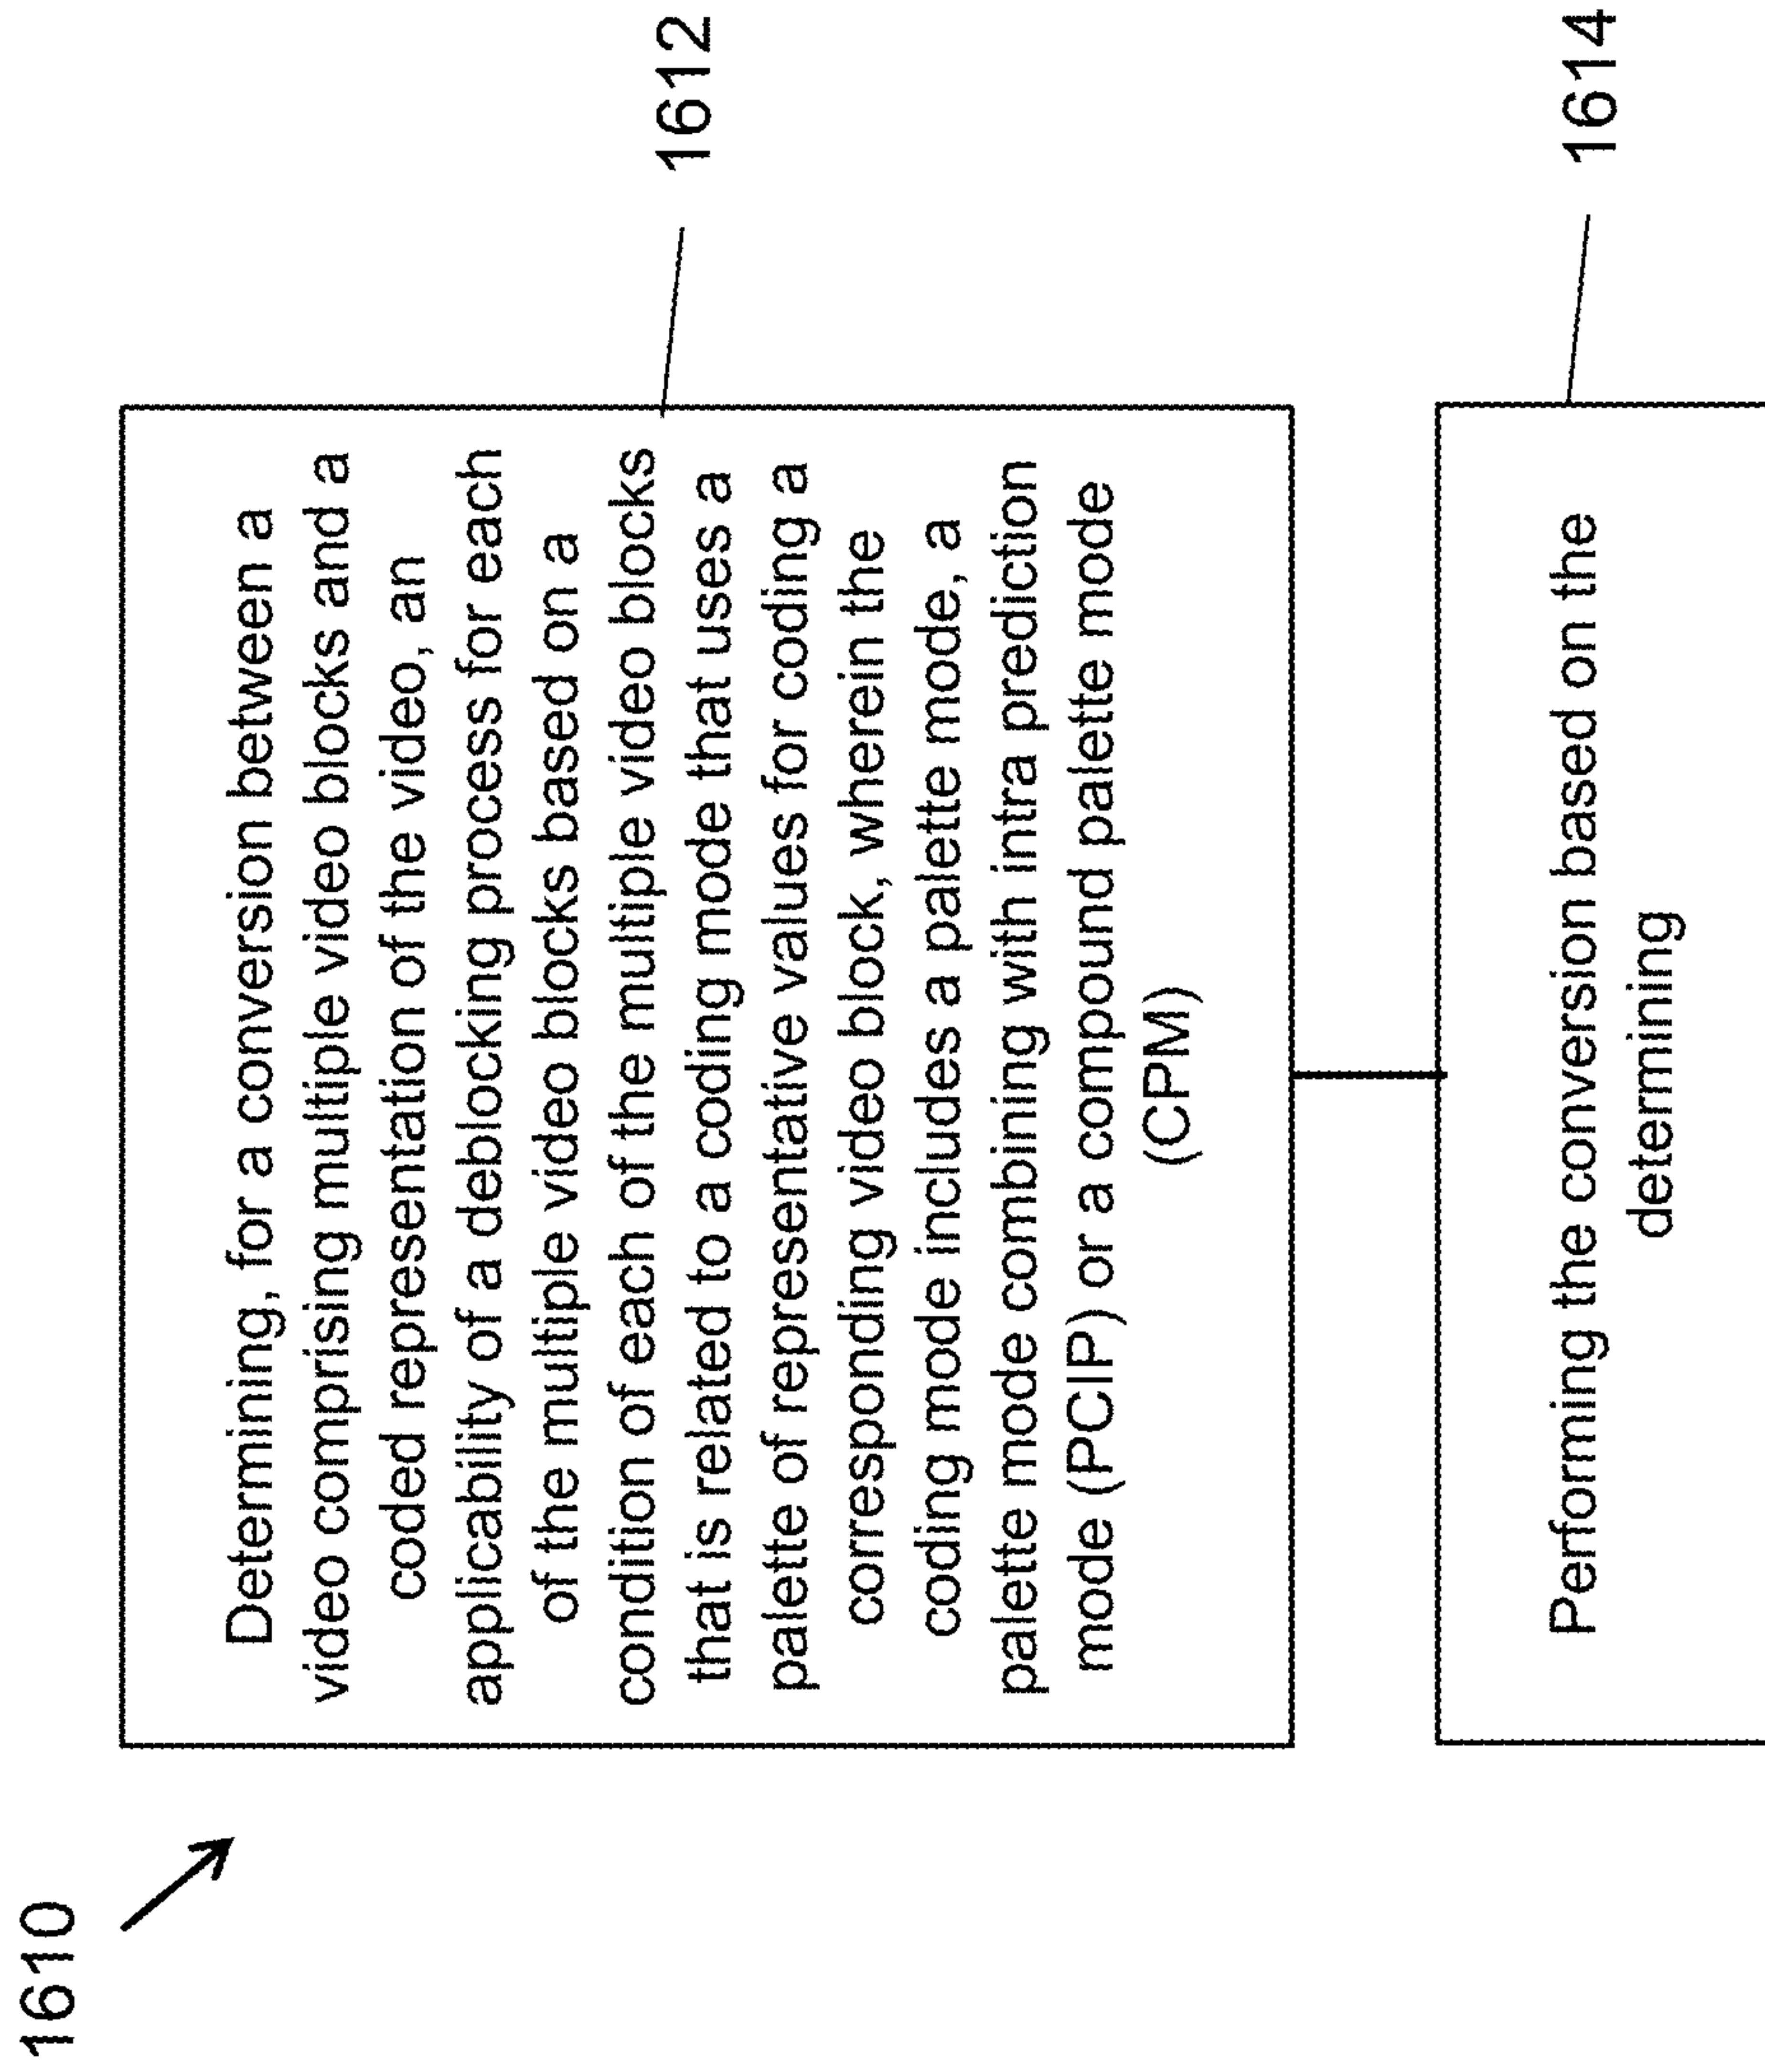 1610
Determining, for a conversion between a
video comprising multiple video blocks and a
coded representation of the video, an
applicability of a deblocking process for each
of the multiple video blocks based on a
condition of each of the multiple video blocks
that is related to a coding mode that uses a
palette of representative values for coding a
corresponding video block, wherein the
coding mode includes a palette mode, a
palette mode combining with intra prediction
mode (PCIP) or a compound palette mode
(CPM)
1612
Performing the conversion based on the
determining
1614